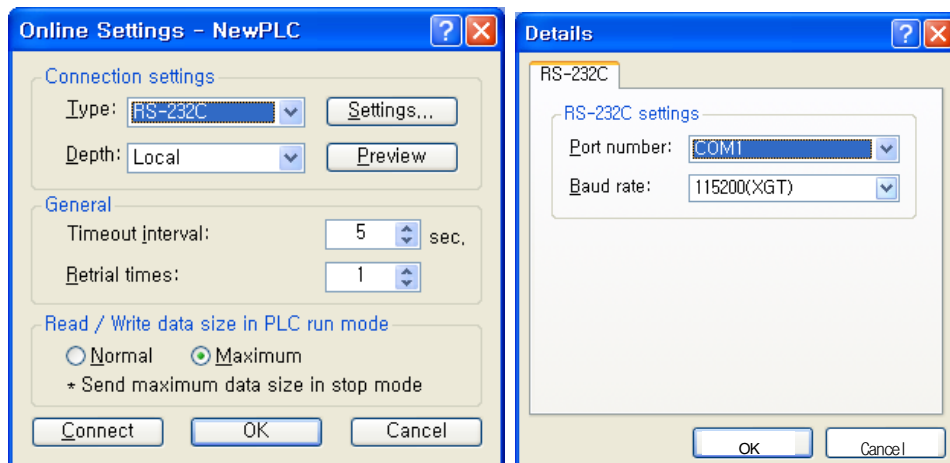 Online Settings - NewPLC
Connection settings
Type: RS-232C Settings...
Depth: Local Preview
General
Timeout interval: 5 sec.
Retrial times: 1
Read / Write data size in PLC run mode
Normal Maximum
* Send maximum data size in stop mode
Connect OK Cancel
Details
RS-232C
RS-232C settings
Port number: COM1
Baud rate: 115200(XGT)
OK Cancel